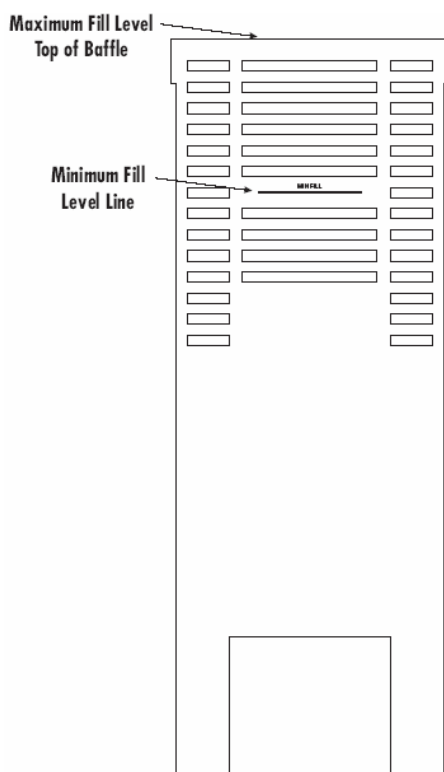 Maximum Fill Level
Top of Baffle
MIN FILL
Minimum Fill
Level Line